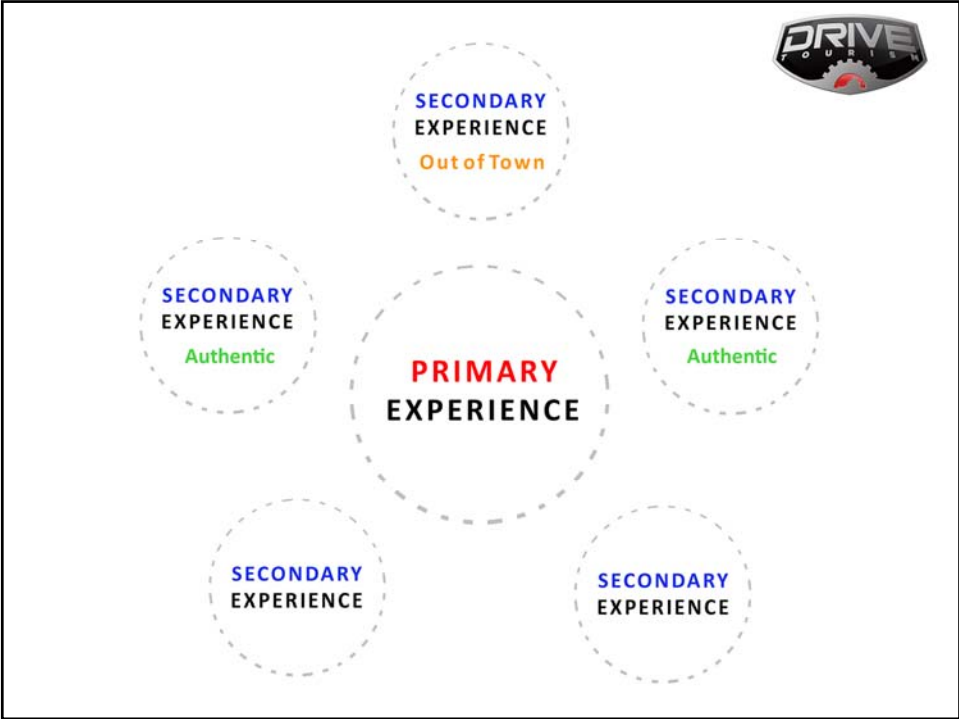 DRIVE
TOURISM
SECONDARY
EXPERIENCE
Out of Town
SECONDARY
EXPERIENCE
Authentic
SECONDARY
EXPERIENCE
Authentic
PRIMARY
EXPERIENCE
SECONDARY
EXPERIENCE
SECONDARY
EXPERIENCE